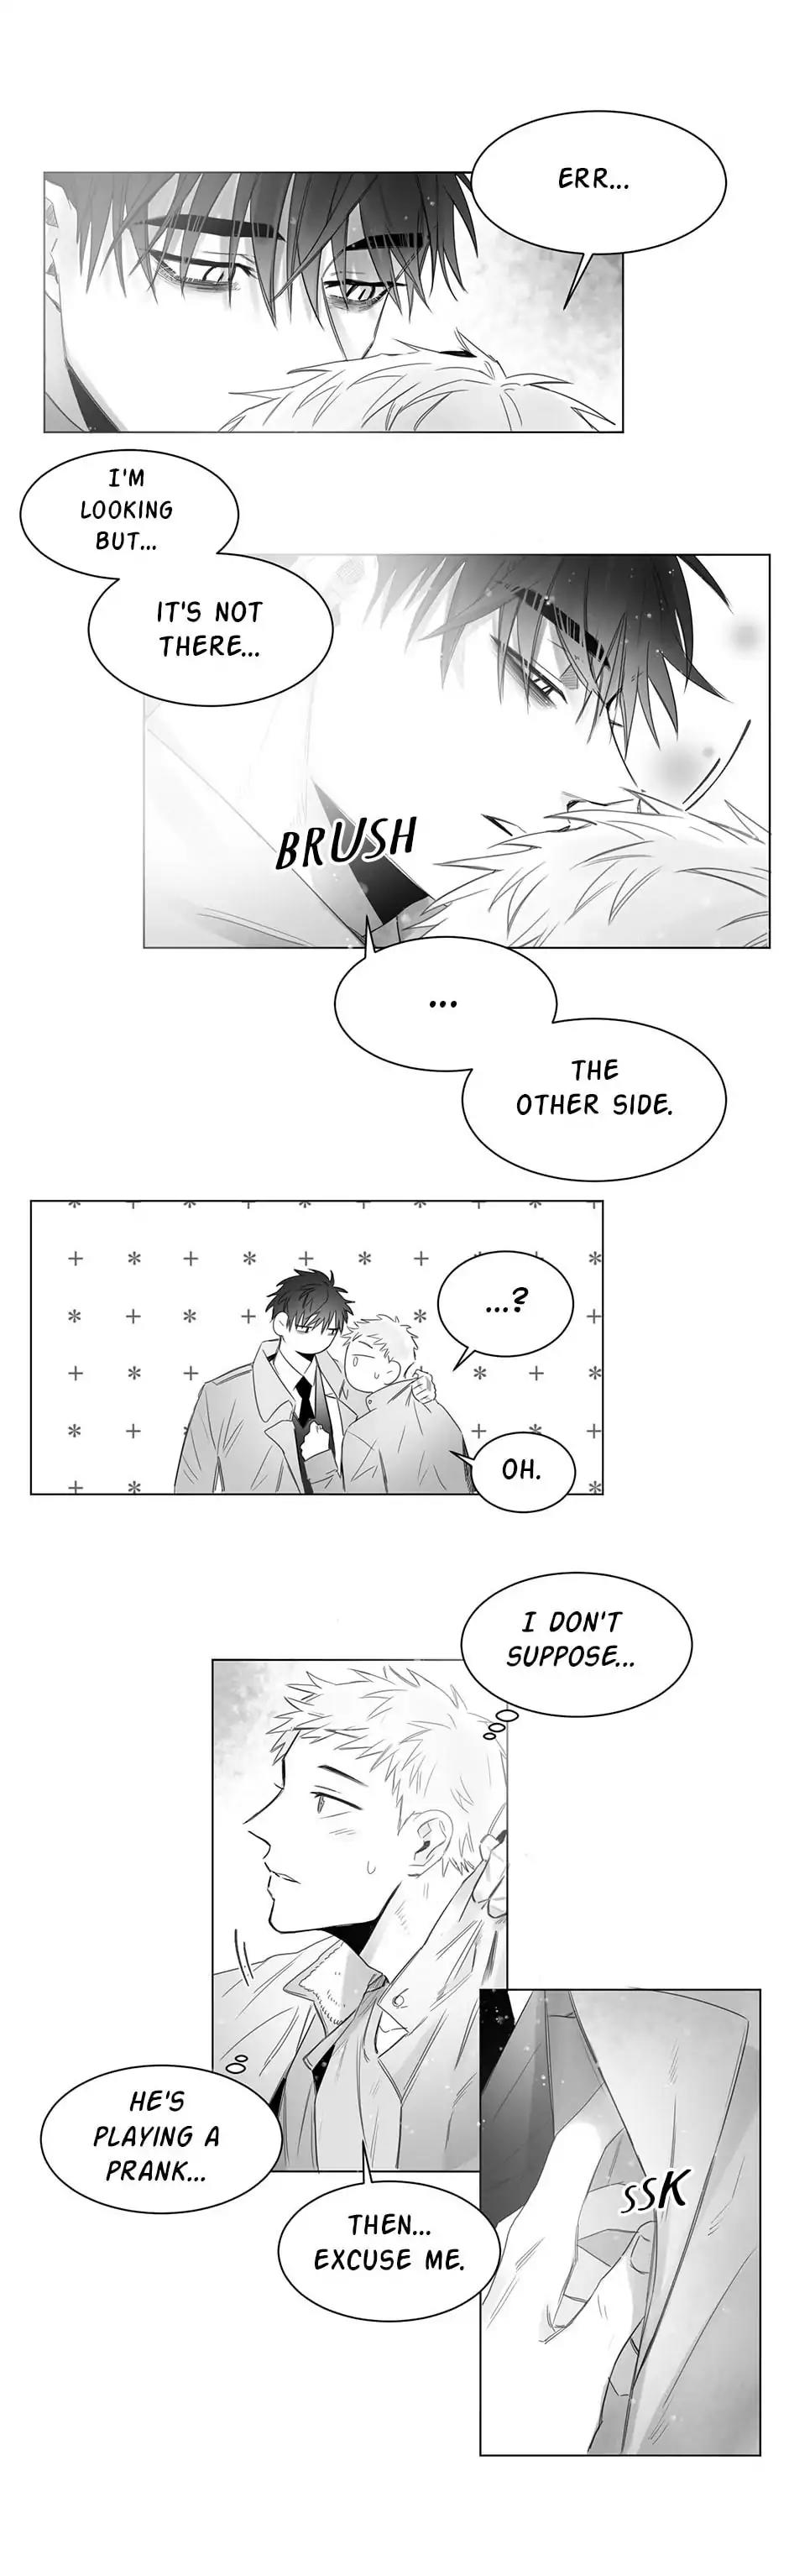 ERR...
I'M
LOOKING
BUT...
IT'S NOT
THERE...
BRUSH
...
THE
OTHER SIDE.
...?
OH.
I DON'T
SUPPOSE...
HE'S
PLAYING A
PRANK...
THEN...
EXCUSE ME.
SSK